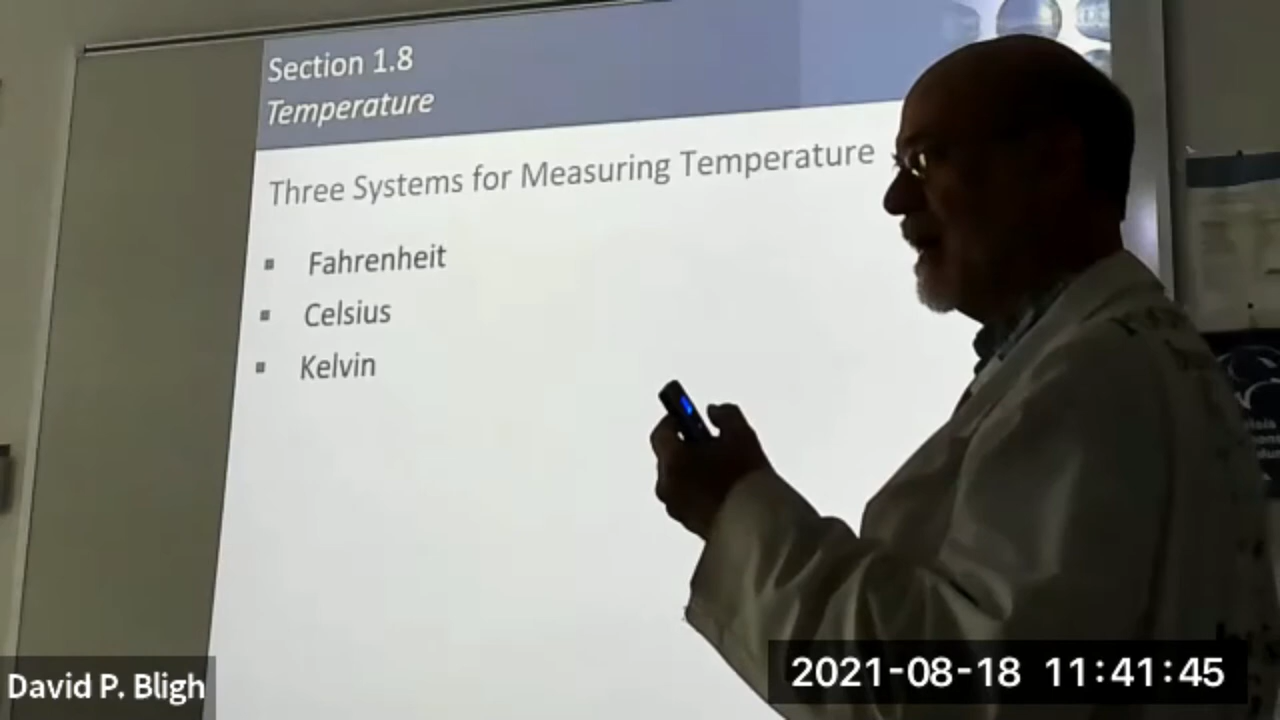 Section 1.8
Temperature
Three Systems for Measuring Temperature
▪ Fahrenheit
▪ Celsius
▪ Kelvin
David P. Bligh
2021-08-18 11:41:45